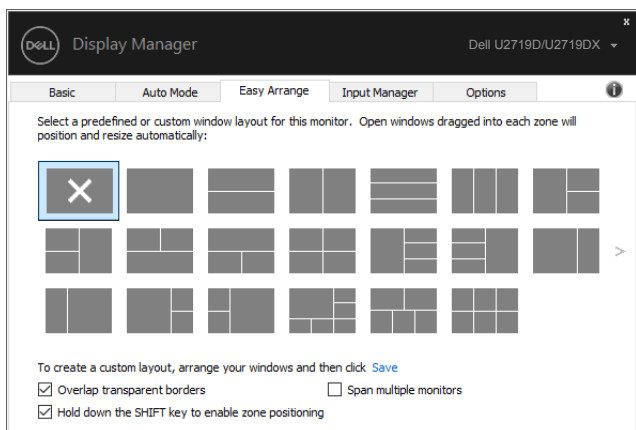 x
DELL Display Manager Dell U2719D/U2719DX
Basic Auto Mode Easy Arrange Input Manager Options
Select a predefined or custom window layout for this monitor. Open windows dragged into each zone will
position and resize automatically:
>
To create a custom layout, arrange your windows and then click Save
Overlap transparent borders Span multiple monitors
Hold down the SHIFT key to enable zone positioning